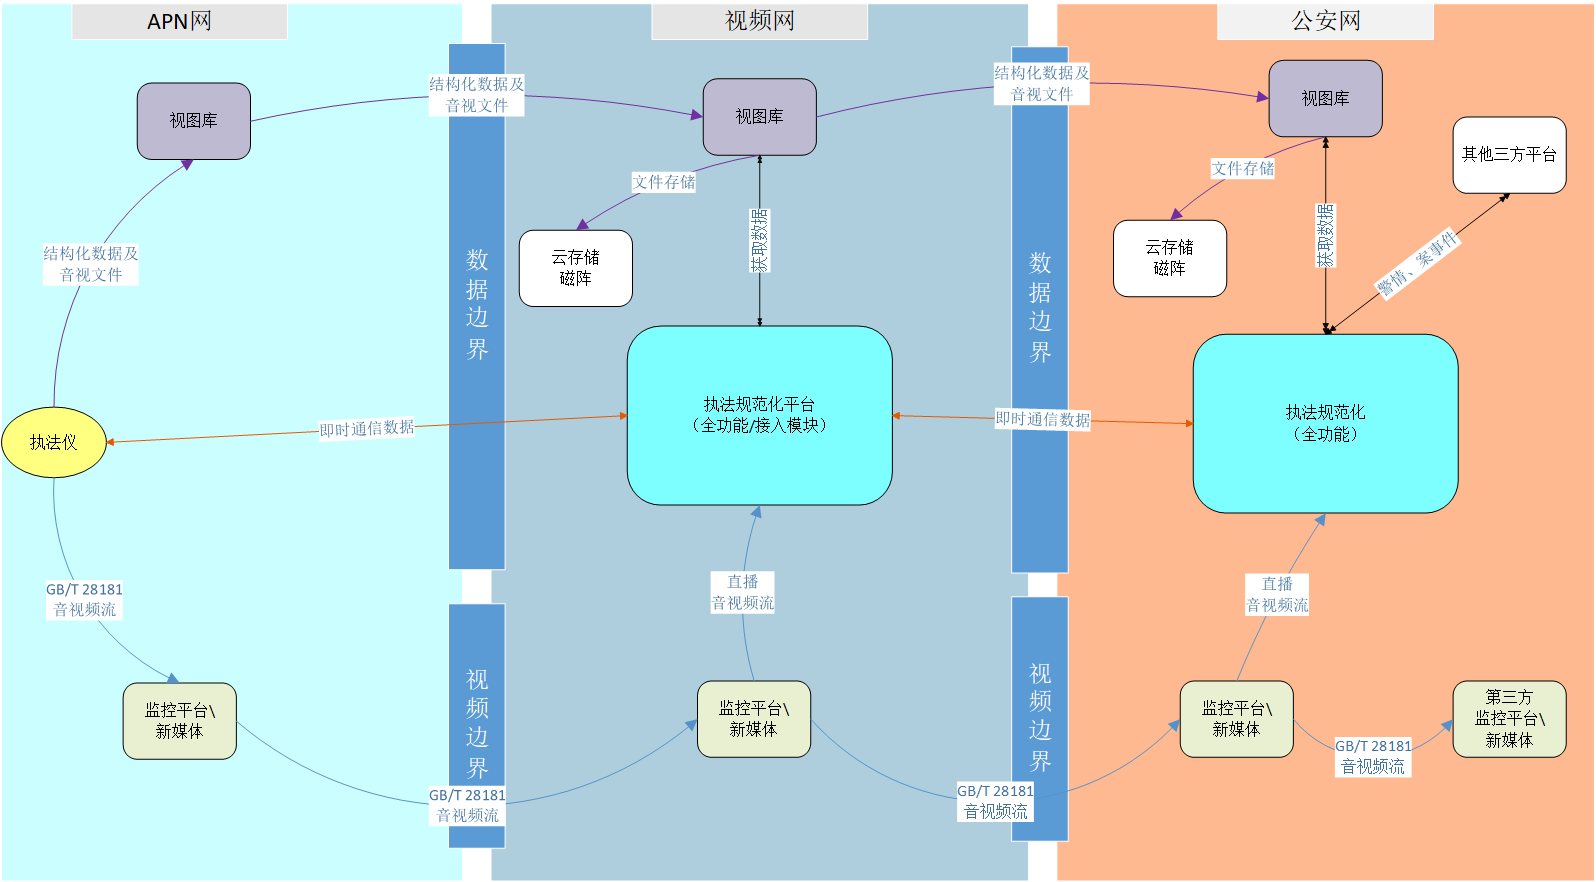 APN网
视频网
公安网
视图库
结构化数据及
音视文件
视图库
结构化数据及
音视文件
视图库
其他三方平台
文件存储
文件存储
结构化数据及
音视文件
云存储
磁阵
获取数据
云存储
磁阵
获取数据
警情、案事件
数据边界
数据边界
执法仪
即时通信数据
执法规范化平台
（全功能/接入模块）
即时通信数据
执法规范化
（全功能）
GB/T 28181
音视频流
直播
音视频流
直播
音视频流
视频边界
视频边界
监控平台\
新媒体
监控平台\
新媒体
监控平台\
新媒体
第三方
监控平台\
新媒体
GB/T 28181
音视频流
GB/T 28181
音视频流
GB/T 28181
音视频流